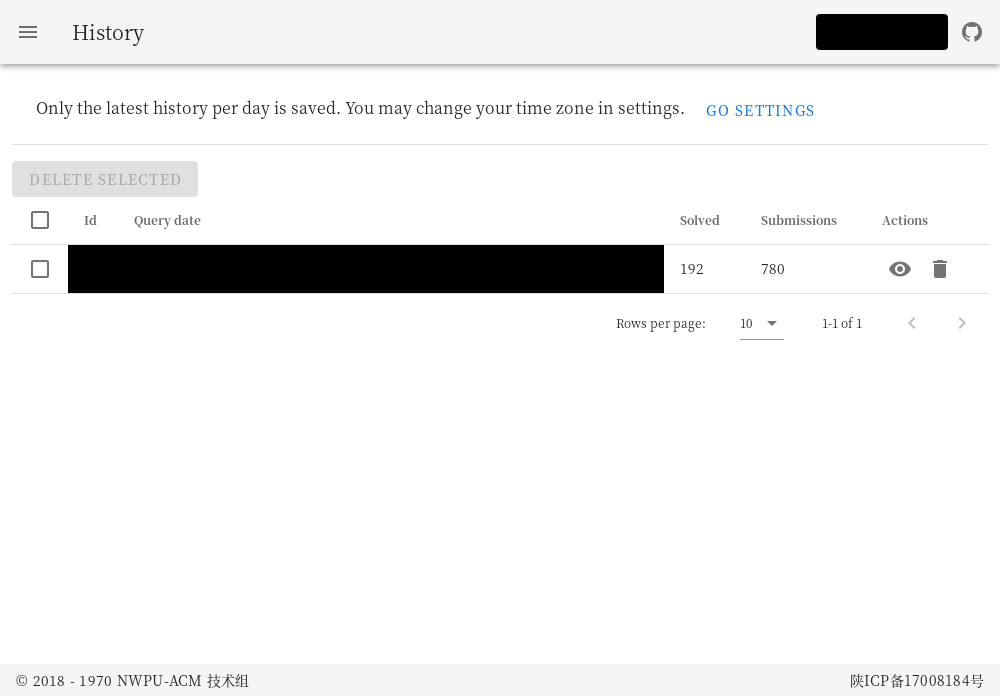 History
Only the latest history per day is saved. You may change your time zone in settings. GO SETTINGS
DELETE SELECTED
Id Query date Solved Submissions Actions
192 780
Rows per page: 10 1-1 of 1
© 2018 - 1970 NWPU-ACM 技术组 陕ICP备17008184号